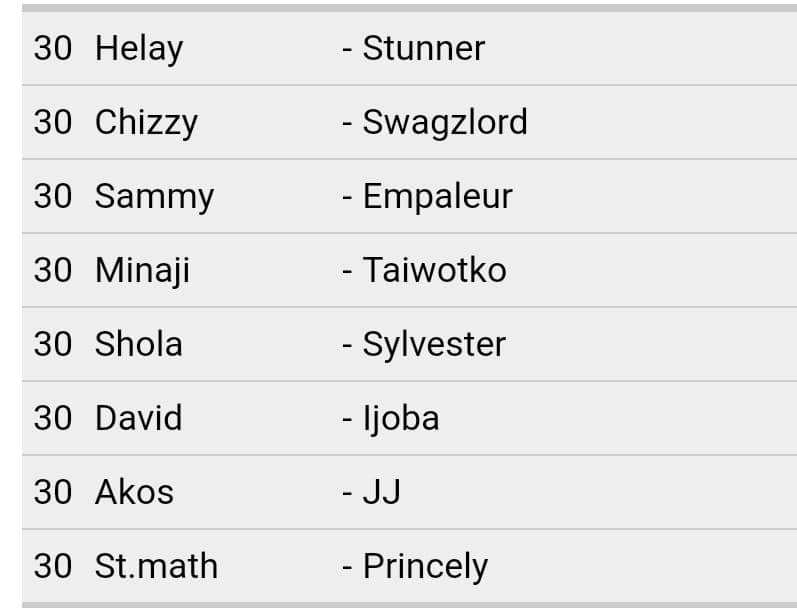 30 Helay - Stunner
30 Chizzy - Swagzlord
30 Sammy - Empaleur
30 Minaji - Taiwotko
30 Shola - Sylvester
30 David - Ijoba
30 Akos - JJ
30 St.math - Princely